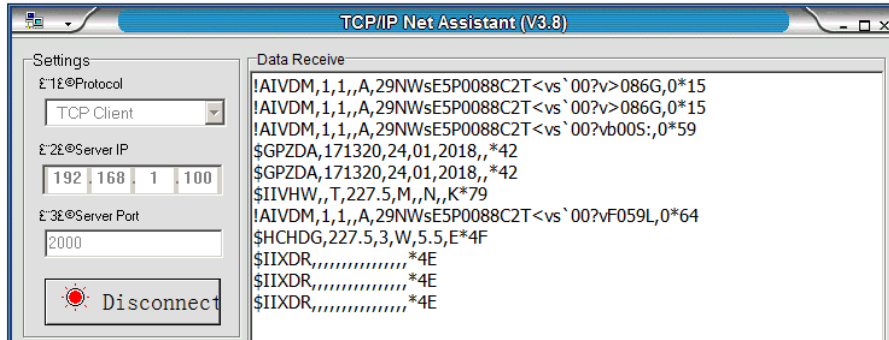 TCP/IP Net Assistant (V3.8)
Settings
£¨1£©Protocol
TCP Client
£¨2£©Server IP
192 .168 . 1 .100
£¨3£©Server Port
2000
Disconnect
Data Receive
!AIVDM,1,1,,A,29NWsE5P0088C2T<vs`00?v>086G,0*15
!AIVDM,1,1,,A,29NWsE5P0088C2T<vs`00?v>086G,0*15
!AIVDM,1,1,,A,29NWsE5P0088C2T<vs`00?vb00S:,0*59
$GPZDA,171320,24,01,2018,,*42
$GPZDA,171320,24,01,2018,,*42
$IIVHW,,T,227.5,M,,N,,K*79
!AIVDM,1,1,,A,29NWsE5P0088C2T<vs`00?vF059L,0*64
$HCHDG,227.5,3,W,5.5,E*4F
$IIXDR,,,,,,,,,,,,,,,,*4E
$IIXDR,,,,,,,,,,,,,,,,*4E
$IIXDR,,,,,,,,,,,,,,,,*4E